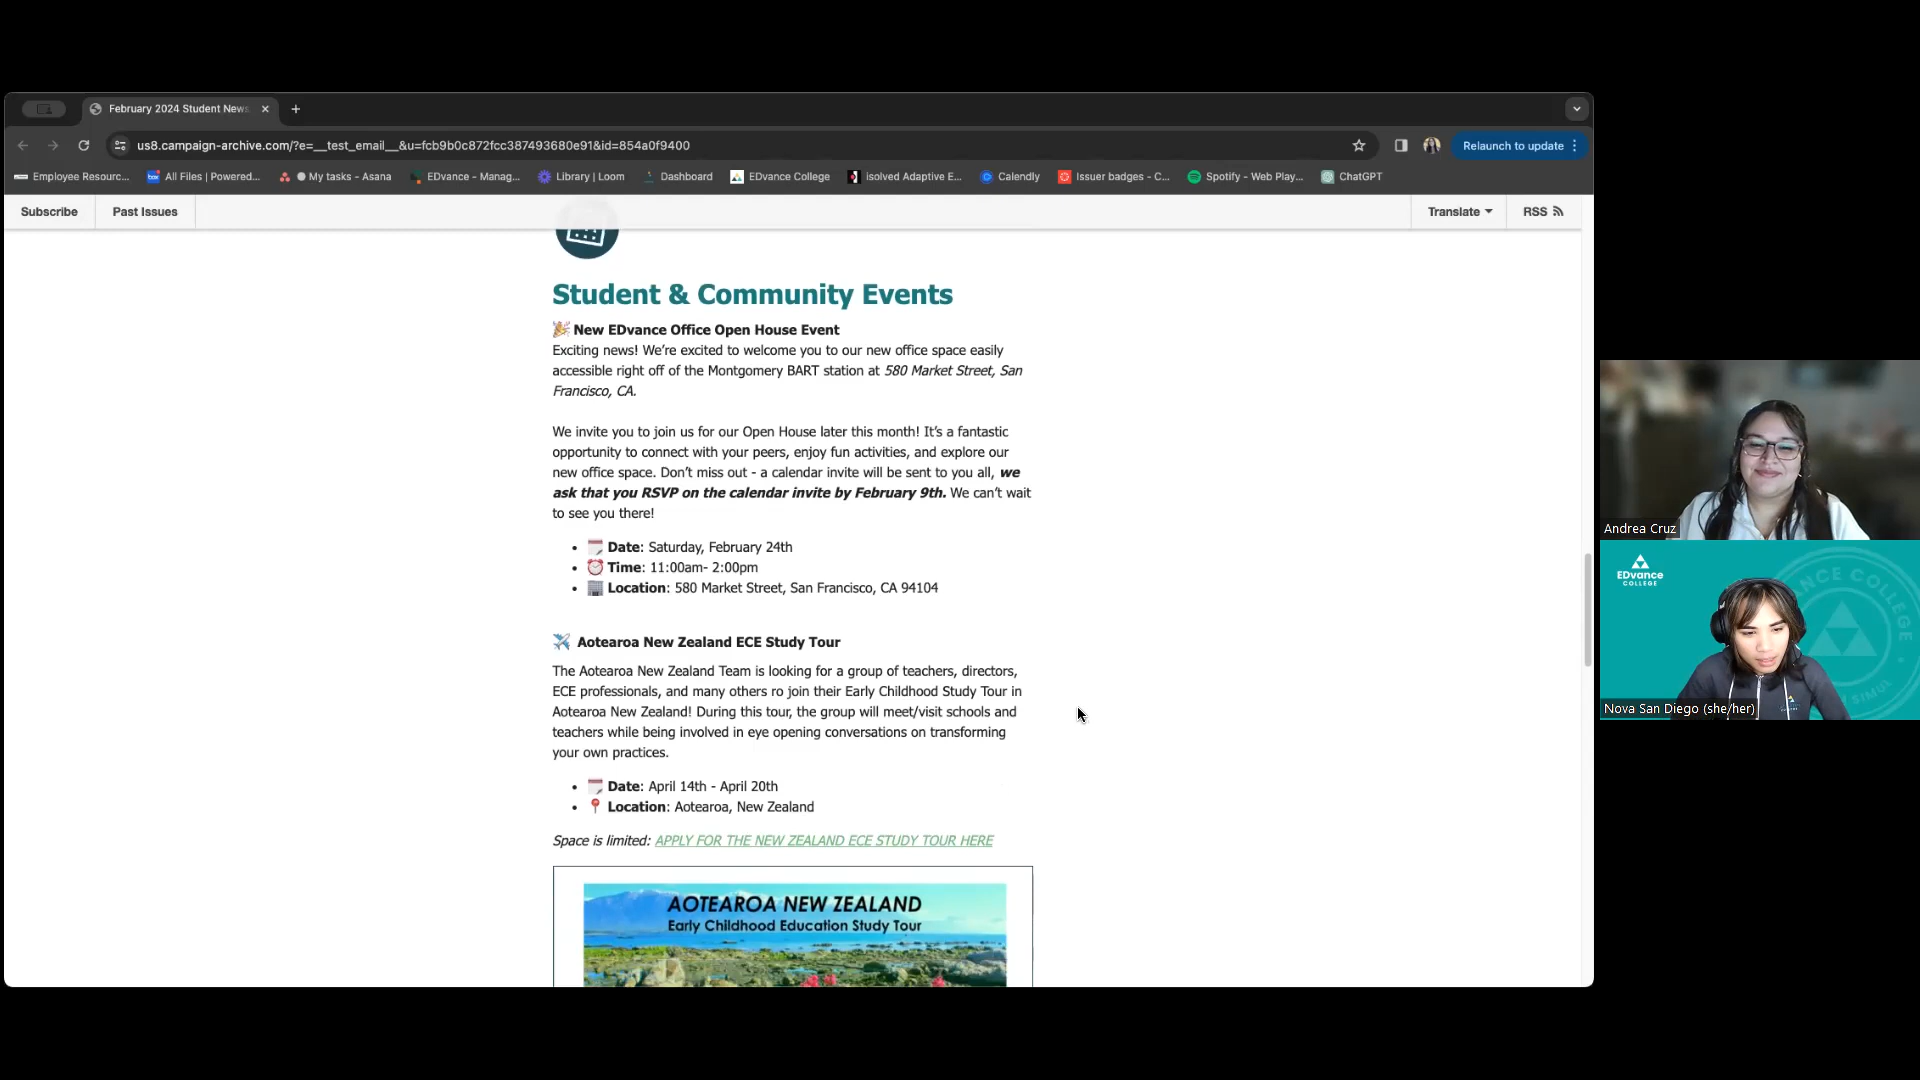 February 2024 Student News
us8.campaign-archive.com/?e=__test_email__&u=fcb9b0c872fcc387493680e91&id=854a0f9400
Relaunch to update
Employee Resourc...
All Files | Powered...
My tasks - Asana
EDvance - Manag...
Library | Loom
Dashboard
EDvance College
isolved Adaptive E...
Calendly
Issuer badges - C...
Spotify - Web Play...
ChatGPT
Subscribe
Past Issues
Translate
RSS
Student & Community Events
New EDvance Office Open House Event
Exciting news! We’re excited to welcome you to our new office space easily
accessible right off of the Montgomery BART station at 580 Market Street, San
Francisco, CA.
We invite you to join us for our Open House later this month! It’s a fantastic
opportunity to connect with your peers, enjoy fun activities, and explore our
new office space. Don’t miss out - a calendar invite will be sent to you all, we
ask that you RSVP on the calendar invite by February 9th. We can’t wait
to see you there!
• Date: Saturday, February 24th
• Time: 11:00am- 2:00pm
• Location: 580 Market Street, San Francisco, CA 94104
Aotearoa New Zealand ECE Study Tour
The Aotearoa New Zealand Team is looking for a group of teachers, directors,
ECE professionals, and many others ro join their Early Childhood Study Tour in
Aotearoa New Zealand! During this tour, the group will meet/visit schools and
teachers while being involved in eye opening conversations on transforming
your own practices.
• Date: April 14th - April 20th
• Location: Aotearoa, New Zealand
Space is limited: APPLY FOR THE NEW ZEALAND ECE STUDY TOUR HERE
AOTEAROA NEW ZEALAND
Early Childhood Education Study Tour
Andrea Cruz
EDvance
COLLEGE
Nova San Diego (she/her)